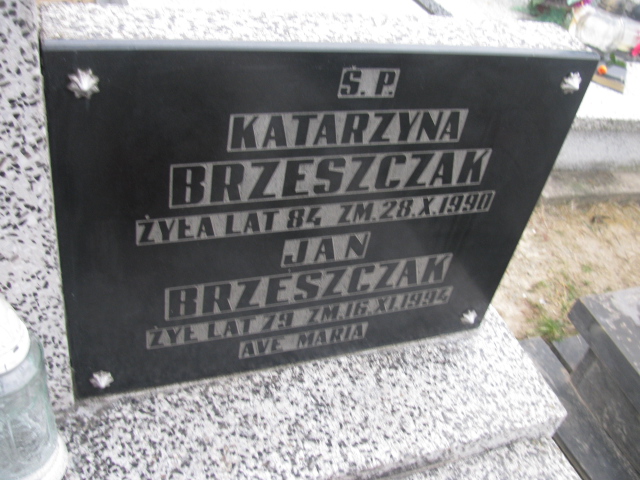 Ś. P.
KATARZYNA
BRZESZCZAK
ŻYŁA LAT 84 ZM. 28. X. 1990
JAN
BRZESZCZAK
ŻYŁ LAT 79 ZM. 16. XI. 1994
AVE MARIA